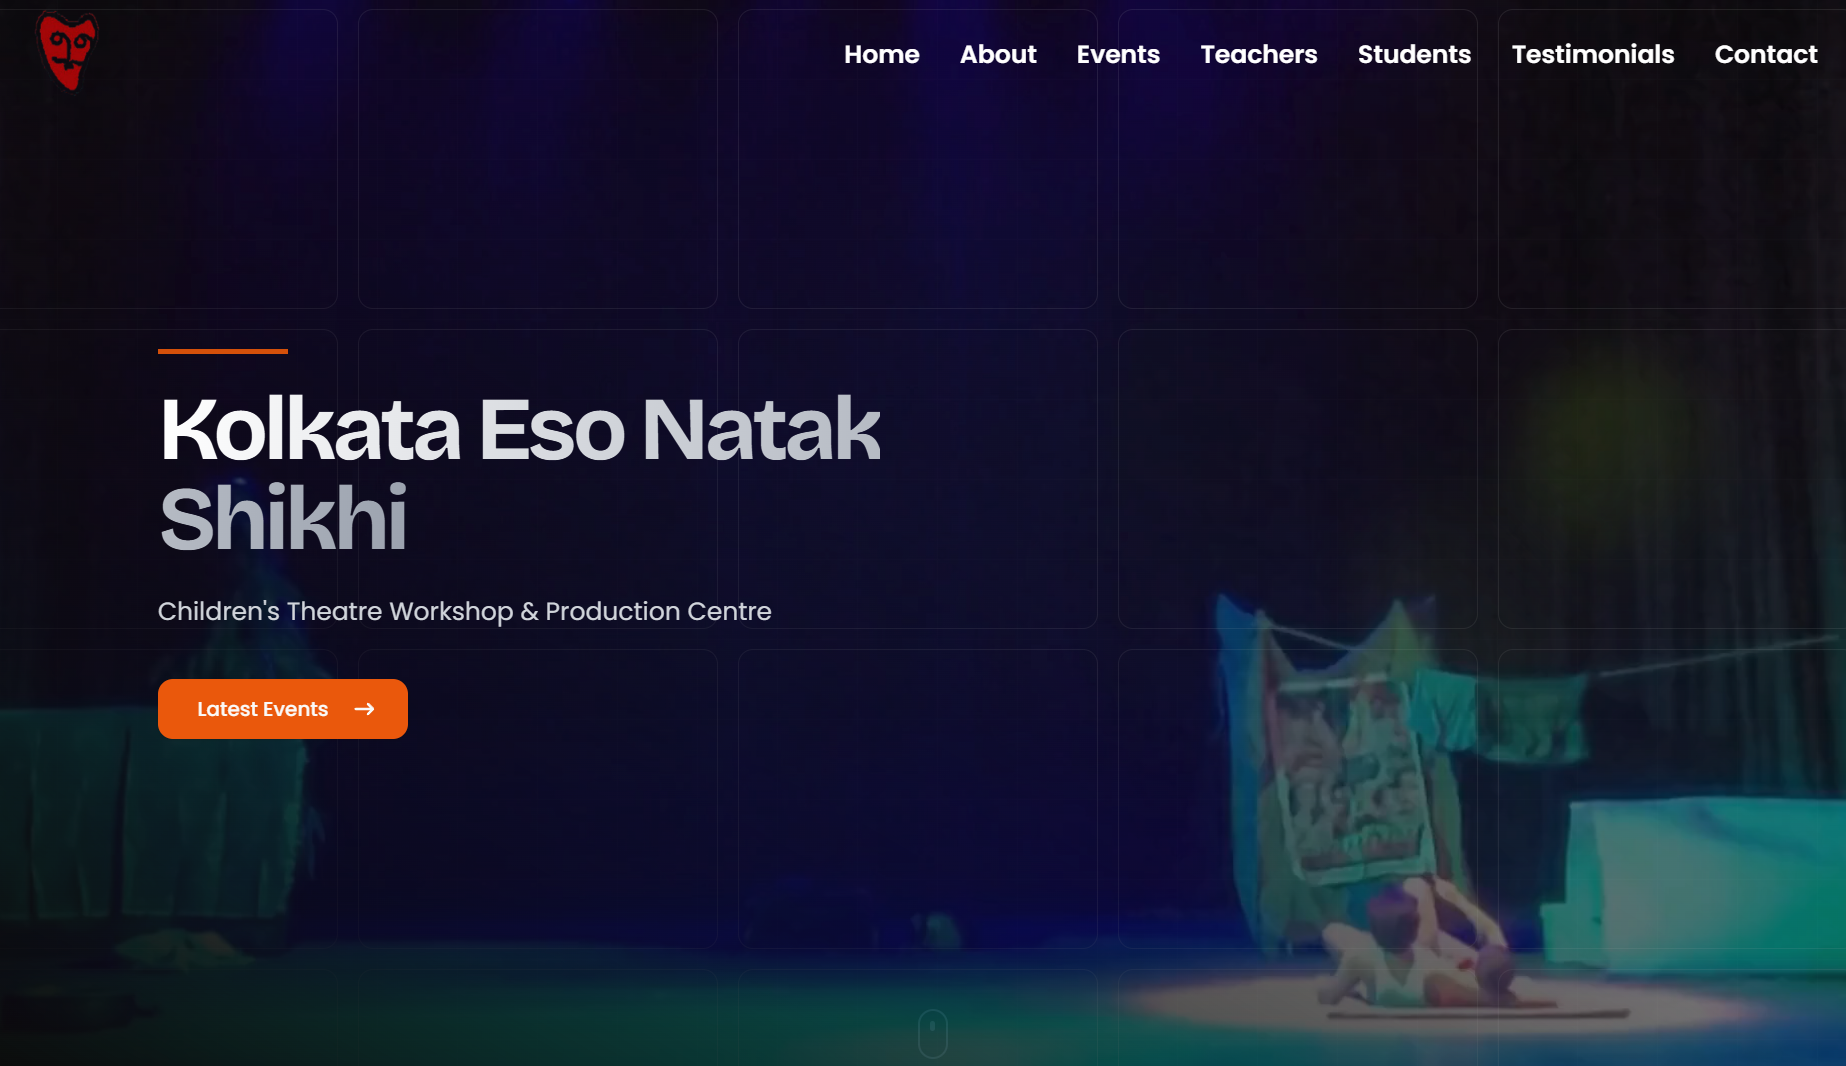 Home About Events Teachers Students Testimonials Contact
Kolkata Eso Natak
Shikhi
Children's Theatre Workshop & Production Centre
Latest Events →